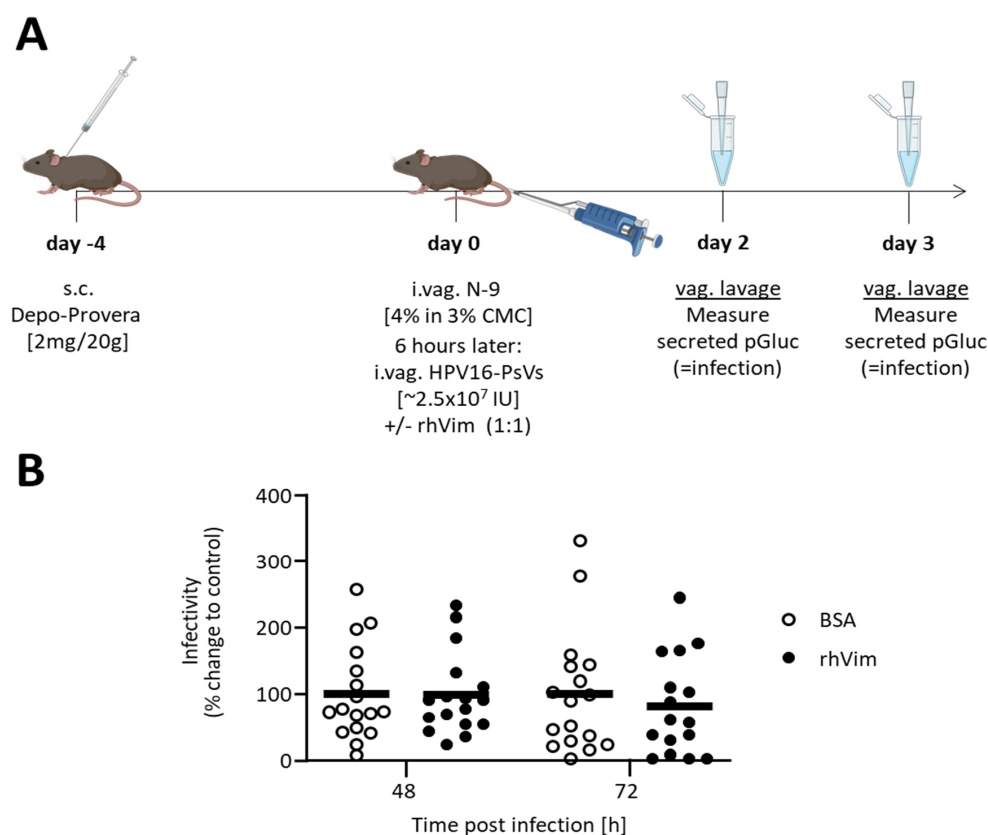 A
day -4
day 0
day 2
day 3
s.c.
Depo-Provera
[2mg/20g]
i.vag. N-9
[4% in 3% CMC]
6 hours later:
i.vag. HPV16-PsVs
[~2.5x10⁷ IU]
+/- rhVim (1:1)
vag. lavage
Measure
secreted pGluc
(=infection)
vag. lavage
Measure
secreted pGluc
(=infection)
B
Infectivity
(% change to control)
400
300
200
100
0
48
72
Time post infection [h]
BSA
rhVim